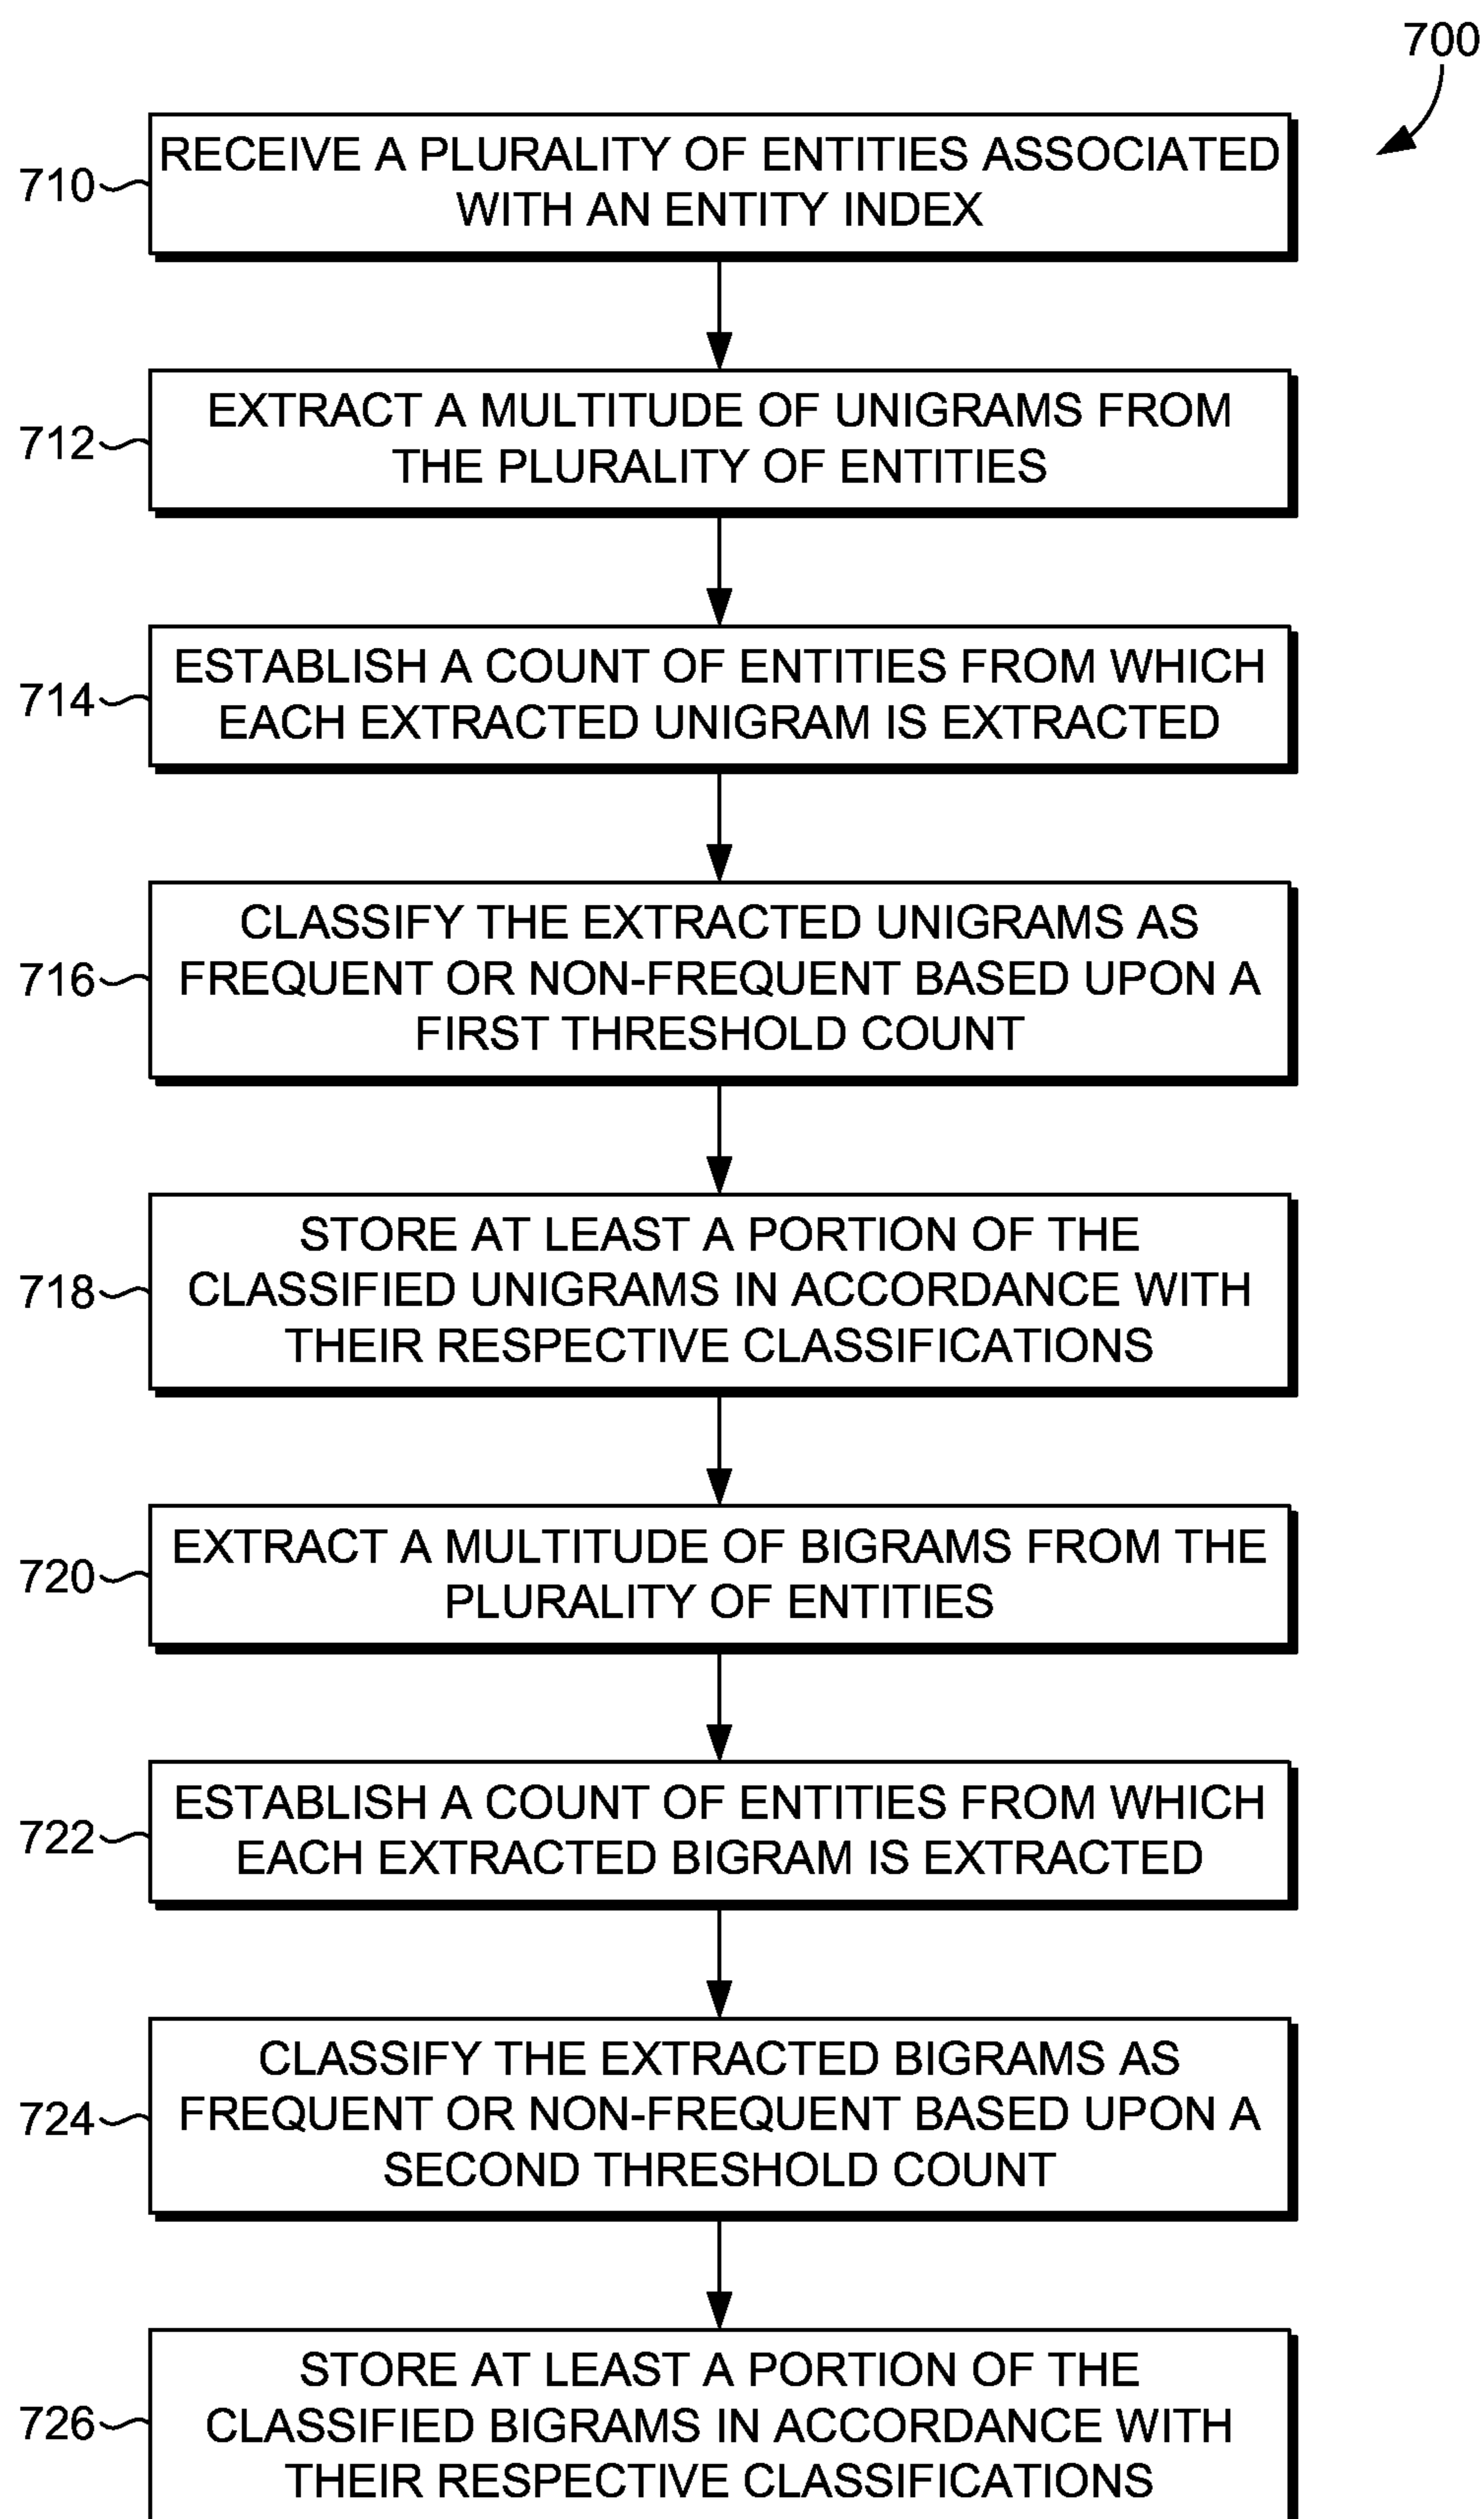 700
710
RECEIVE A PLURALITY OF ENTITIES ASSOCIATED
WITH AN ENTITY INDEX
712
EXTRACT A MULTITUDE OF UNIGRAMS FROM
THE PLURALITY OF ENTITIES
714
ESTABLISH A COUNT OF ENTITIES FROM WHICH
EACH EXTRACTED UNIGRAM IS EXTRACTED
716
CLASSIFY THE EXTRACTED UNIGRAMS AS
FREQUENT OR NON-FREQUENT BASED UPON A
FIRST THRESHOLD COUNT
718
STORE AT LEAST A PORTION OF THE
CLASSIFIED UNIGRAMS IN ACCORDANCE WITH
THEIR RESPECTIVE CLASSIFICATIONS
720
EXTRACT A MULTITUDE OF BIGRAMS FROM THE
PLURALITY OF ENTITIES
722
ESTABLISH A COUNT OF ENTITIES FROM WHICH
EACH EXTRACTED BIGRAM IS EXTRACTED
724
CLASSIFY THE EXTRACTED BIGRAMS AS
FREQUENT OR NON-FREQUENT BASED UPON A
SECOND THRESHOLD COUNT
726
STORE AT LEAST A PORTION OF THE
CLASSIFIED BIGRAMS IN ACCORDANCE WITH
THEIR RESPECTIVE CLASSIFICATIONS